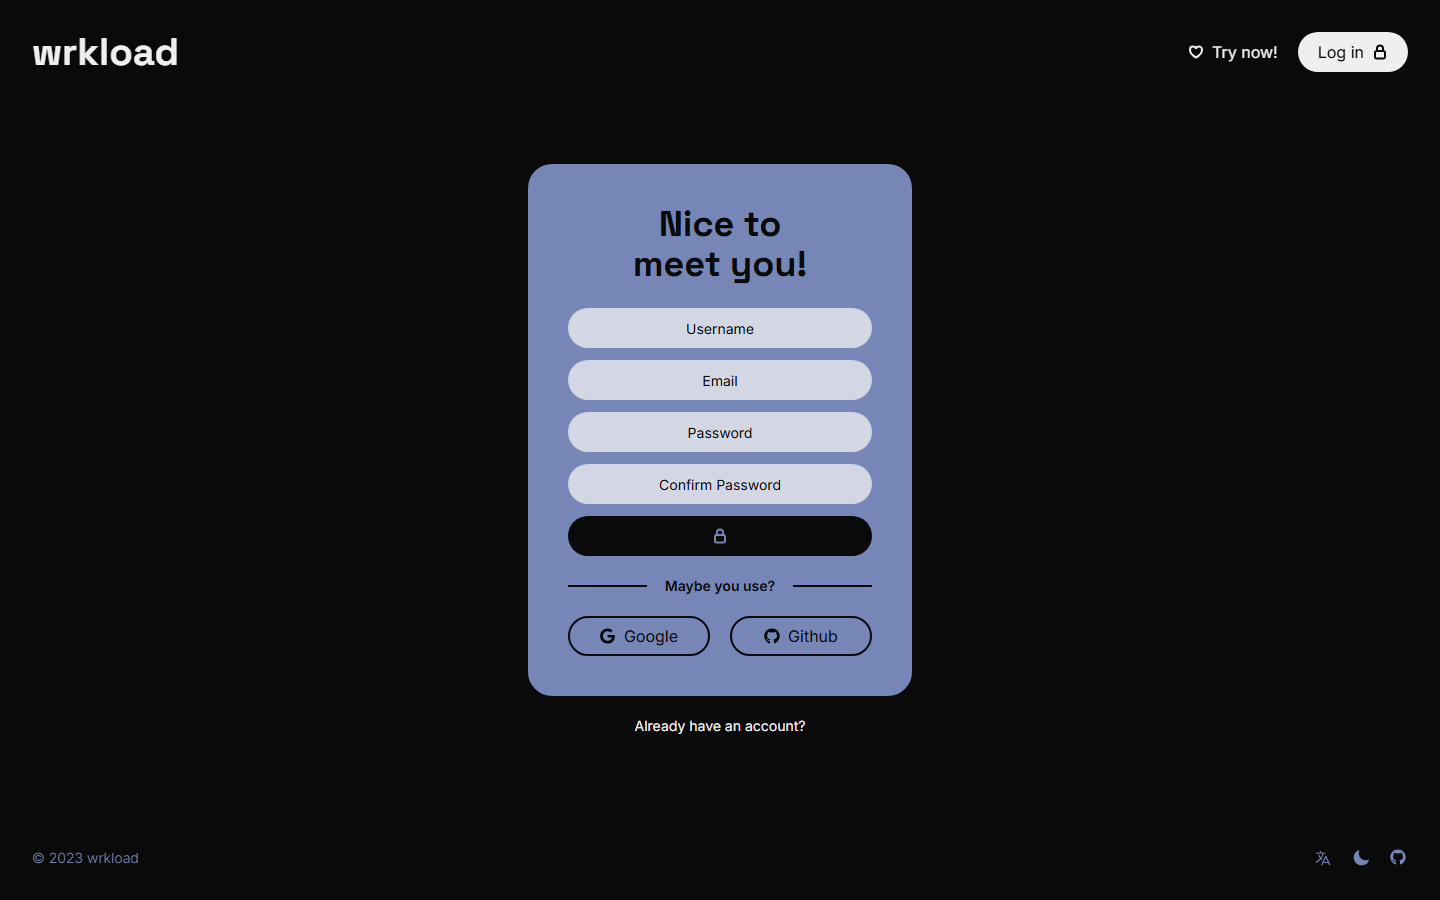 wrkload
Try now!
Log in
Nice to
meet you!
Username
Email
Password
Confirm Password
Maybe you use?
Google
Github
Already have an account?
© 2023 wrkload